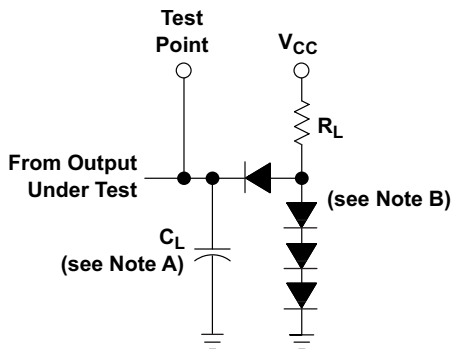 Test
Point
VCC
RL
From Output
Under Test
(see Note B)
CL
(see Note A)